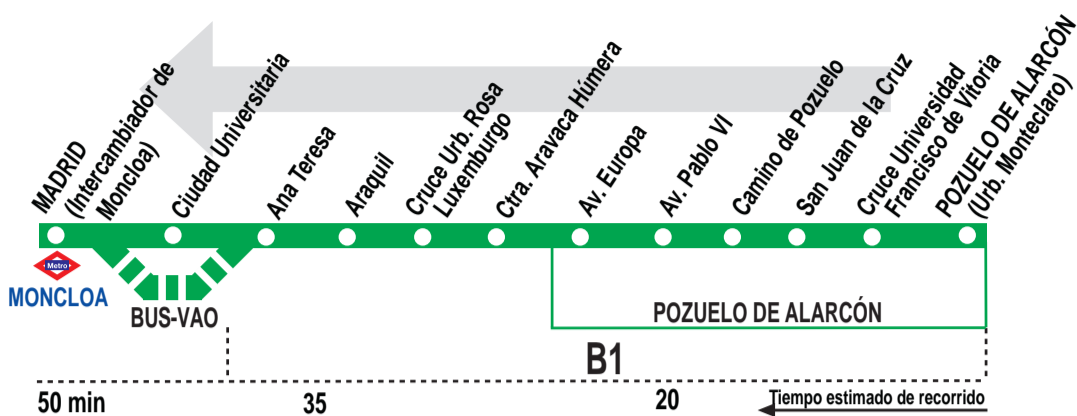 MADRID
(Intercambiador de
Moncloa)
Ciudad Universitaria
Ana Teresa
Araquil
Cruce Urb. Rosa
Luxemburgo
Ctra. Aravaca Húmera
Av. Europa
Av. Pablo VI
Camino de Pozuelo
San Juan de la Cruz
Cruce Universidad
Francisco de Vitoria
POZUELO DE ALARCÓN
(Urb. Monteclaro)
Metro
MONCLOA
BUS-VAO
POZUELO DE ALARCÓN
B1
50 min
35
20
Tiempo estimado de recorrido